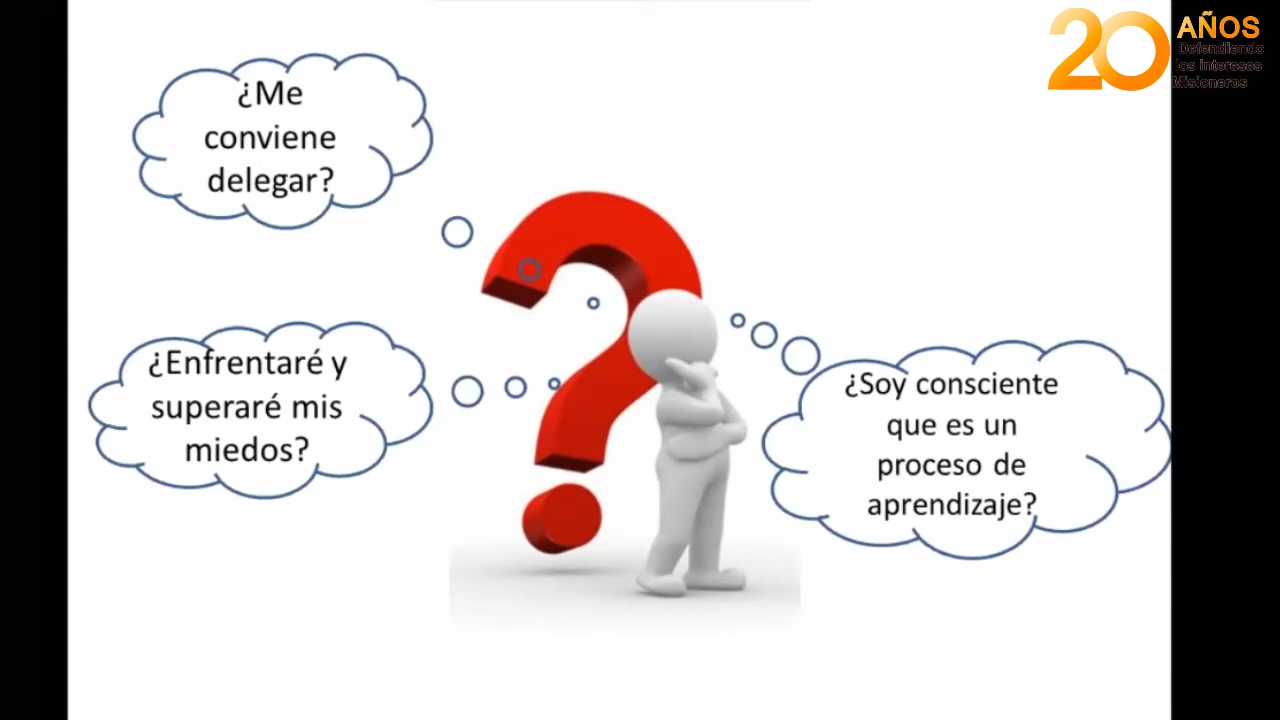 ¿Me
conviene
delegar?
¿Enfrentaré y
superaré mis
miedos?
¿Soy consciente
que es un
proceso de
aprendizaje?
20 AÑOS
Defendiendo
los intereses
Misioneros